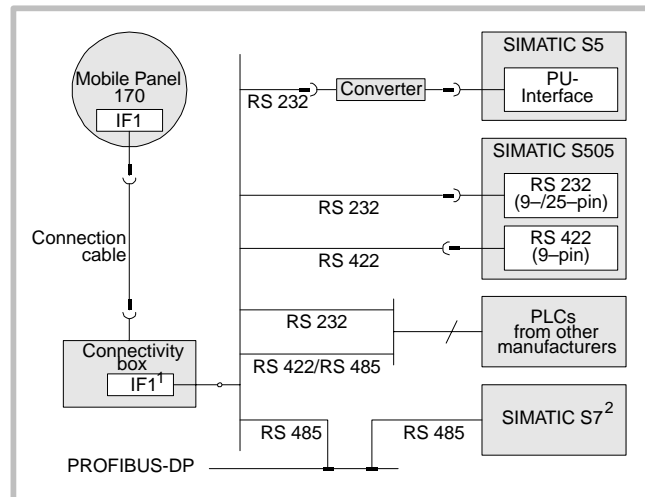 SIMATIC S5
Mobile Panel
170
IF1
RS 232
Converter
PU-
Interface
SIMATIC S505
RS 232
(9–/25–pin)
RS 232
Connection
cable
RS 422
RS 422
(9–pin)
RS 232
PLCs
from other
manufacturers
Connectivity
box
IF1¹
RS 422/RS 485
SIMATIC S7²
RS 485
RS 485
PROFIBUS-DP